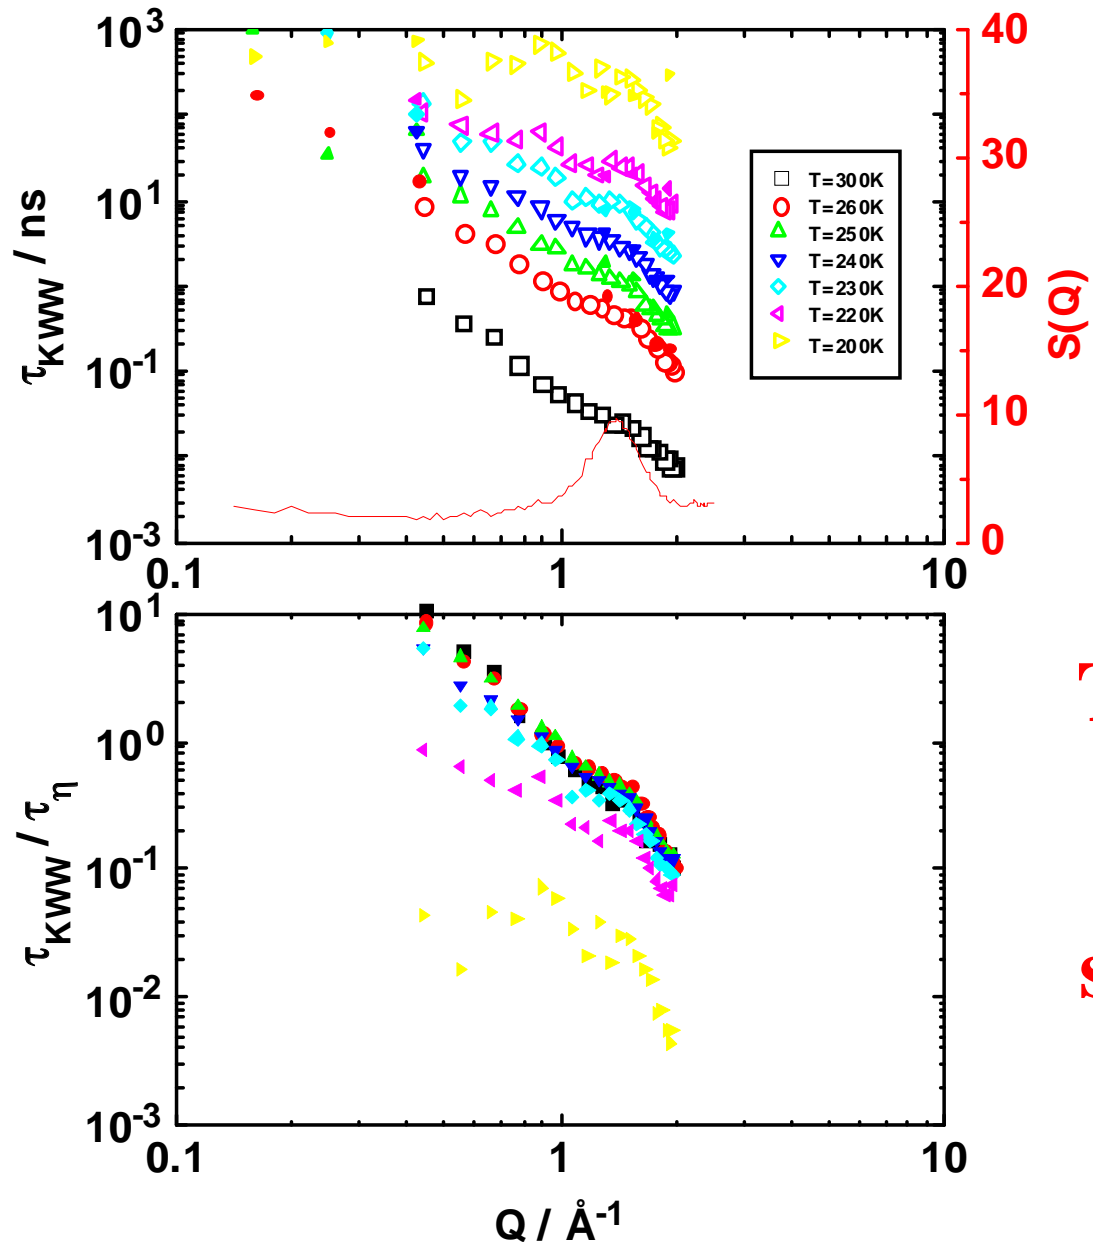 10³
10¹
10⁻¹
10⁻³
τKWW / ns
40
30
20
10
0
S(Q)
T=300K
T=260K
T=250K
T=240K
T=230K
T=220K
T=200K
0.1 1 10
10¹
10⁰
10⁻¹
10⁻²
10⁻³
τKWW / τη
0.1 1 10
Q / Å⁻¹